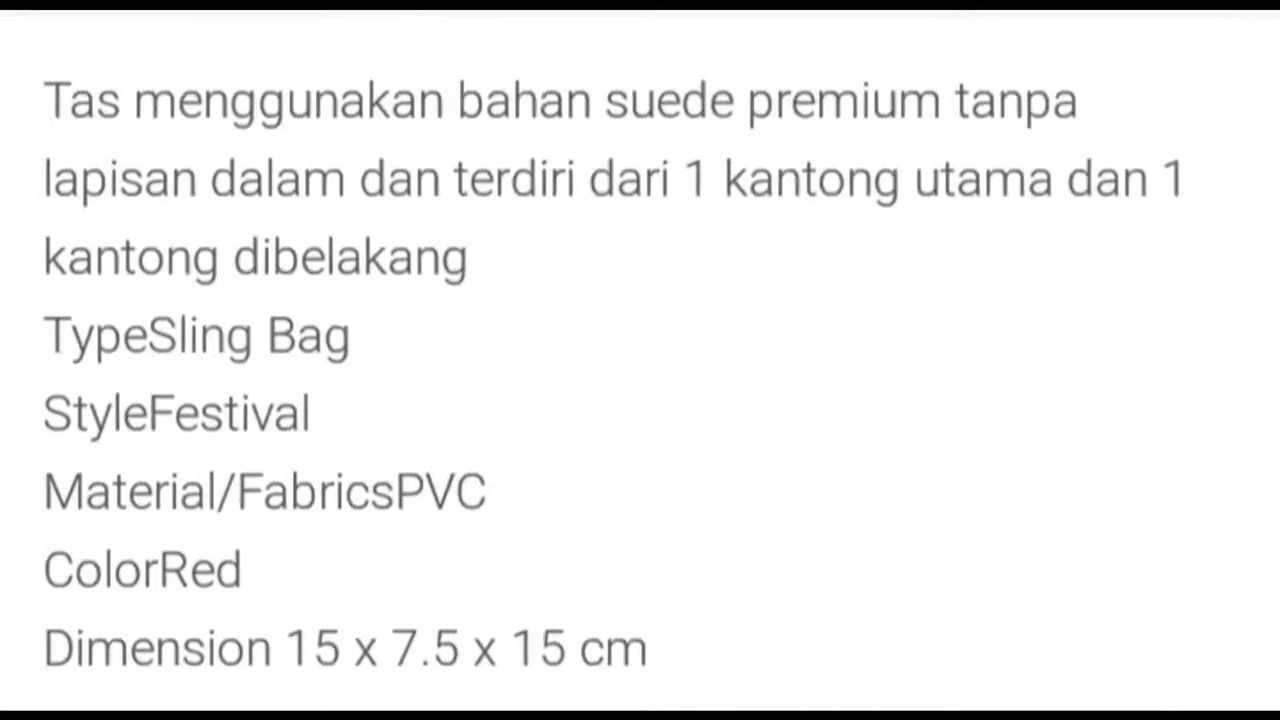 Tas menggunakan bahan suede premium tanpa
lapisan dalam dan terdiri dari 1 kantong utama dan 1
kantong dibelakang
TypeSling Bag
StyleFestival
Material/FabricsPVC
ColorRed
Dimension 15 x 7.5 x 15 cm